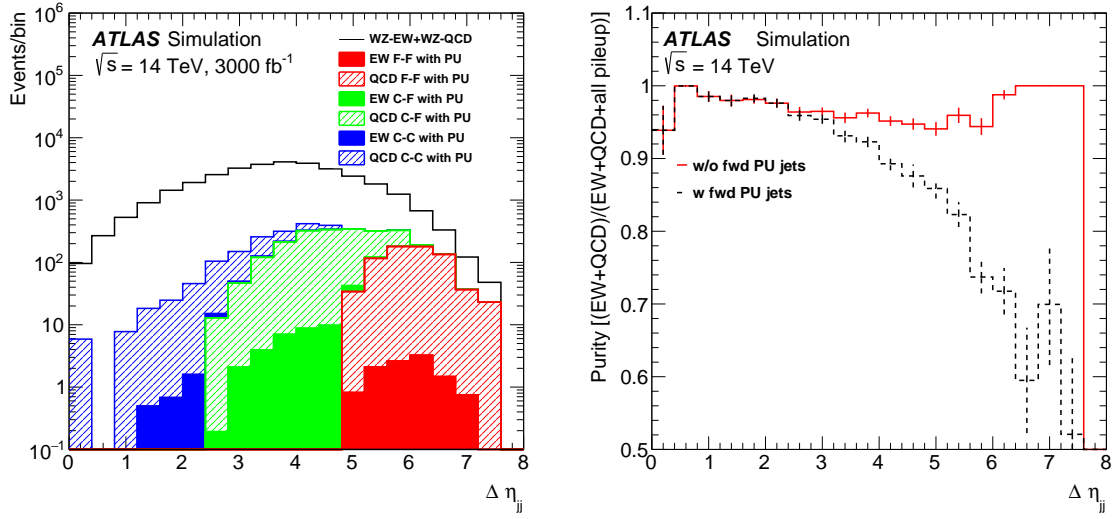 Events/bin
10⁶
10⁵
10⁴
10³
10²
10
1
10⁻¹
ATLAS Simulation
√s = 14 TeV, 3000 fb⁻¹
WZ-EW+WZ-QCD
EW F-F with PU
QCD F-F with PU
EW C-F with PU
QCD C-F with PU
EW C-C with PU
QCD C-C with PU
0 1 2 3 4 5 6 7 8
Δ η_jj
Purity [(EW+QCD)/(EW+QCD+all pileup)]
1.1
1
0.9
0.8
0.7
0.6
0.5
ATLAS Simulation
√s = 14 TeV
w/o fwd PU jets
w fwd PU jets
0 1 2 3 4 5 6 7 8
Δ η_jj